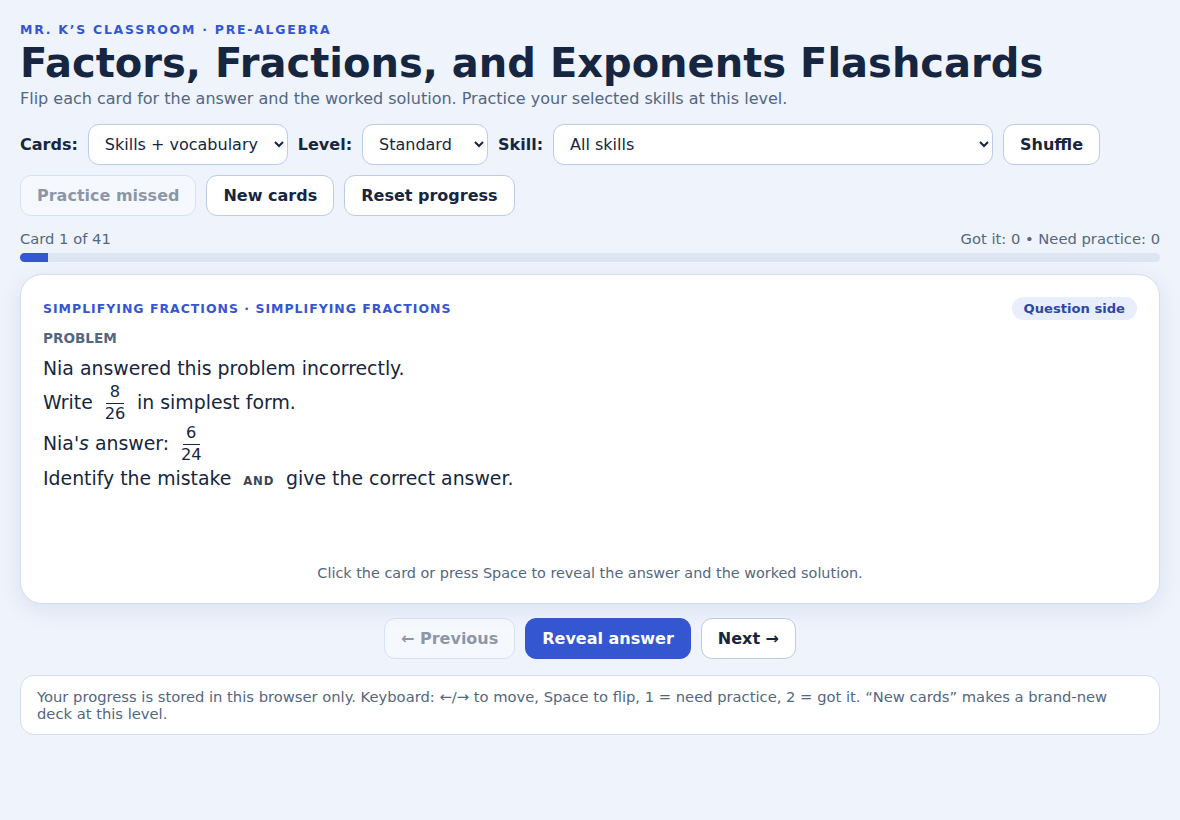 MR. K’S CLASSROOM · PRE-ALGEBRA
Factors, Fractions, and Exponents Flashcards
Flip each card for the answer and the worked solution. Practice your selected skills at this level.
Cards: Skills + vocabulary Level: Standard Skill: All skills Shuffle
Practice missed New cards Reset progress
Card 1 of 41 Got it: 0 • Need practice: 0
SIMPLIFYING FRACTIONS · SIMPLIFYING FRACTIONS Question side
PROBLEM
Nia answered this problem incorrectly.
Write 8/26 in simplest form.
Nia's answer: 6/24
Identify the mistake AND give the correct answer.
Click the card or press Space to reveal the answer and the worked solution.
← Previous Reveal answer Next →
Your progress is stored in this browser only. Keyboard: ←/→ to move, Space to flip, 1 = need practice, 2 = got it. “New cards” makes a brand-new
deck at this level.